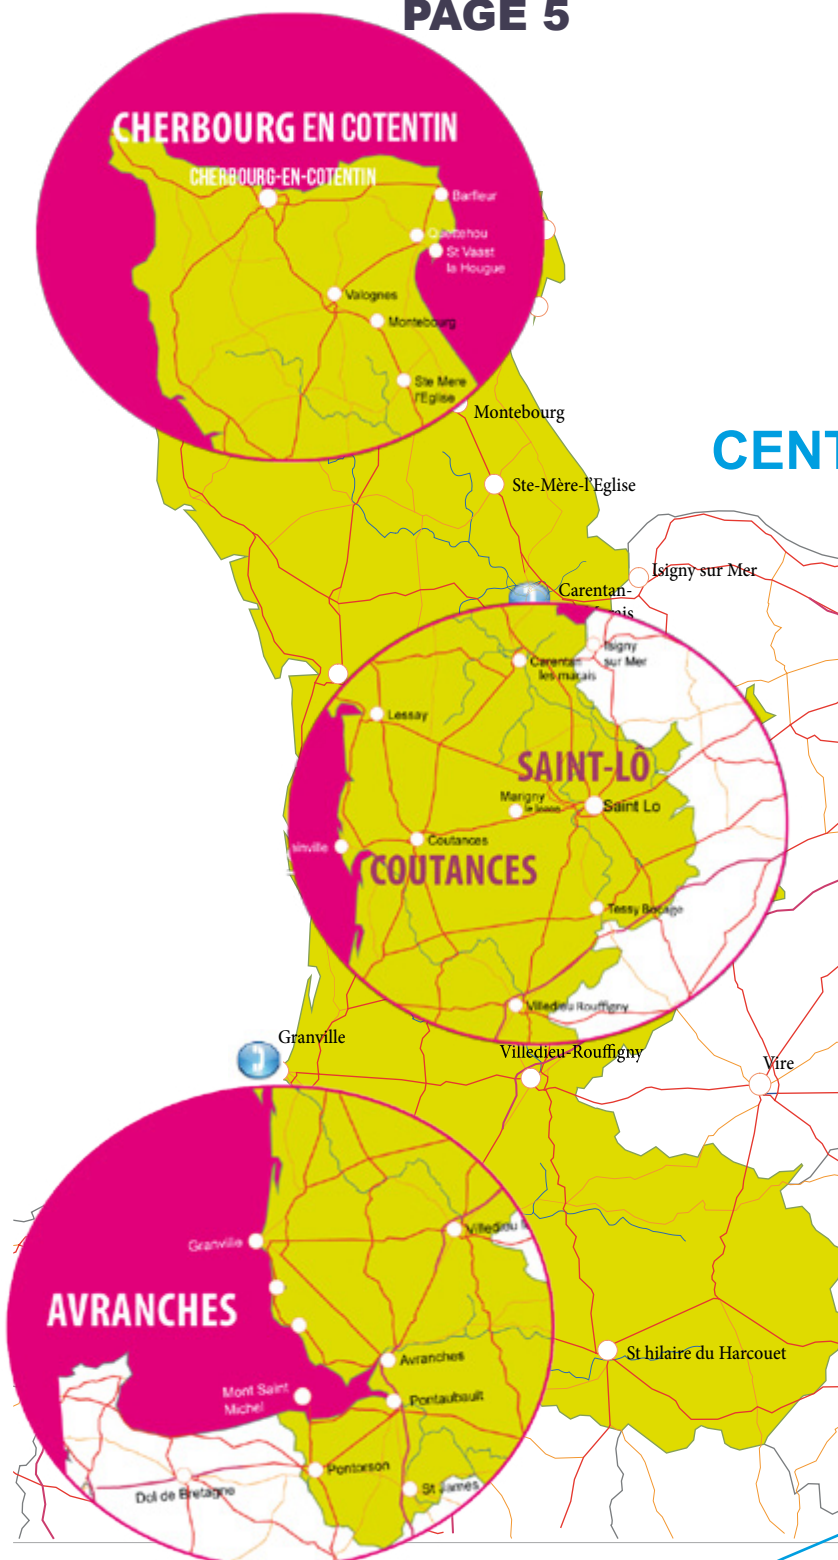 PAGE 5
CHERBOURG EN COTENTIN
CHERBOURG-EN-COTENTIN
Barfleur
Quettehou
St Vaast
la Hougue
Valognes
Montebourg
Ste Mere
l'Eglise
Montebourg
CENT
Ste-Mère-l'Eglise
Isigny sur Mer
Carentan-
Isigny
sur Mer
Carentan
les marais
Lessay
SAINT-LÔ
Marigny
Saint Lo
Coutances
COUTANCES
Tessy Bocage
Villedieu Rouffigny
Granville
Villedieu-Rouffigny
Vire
Villedieu
Granville
AVRANCHES
Avranches
St hilaire du Harcouet
Mont Saint
Michel
Pontaubault
Pontorson
Dol de Bretagne
St James